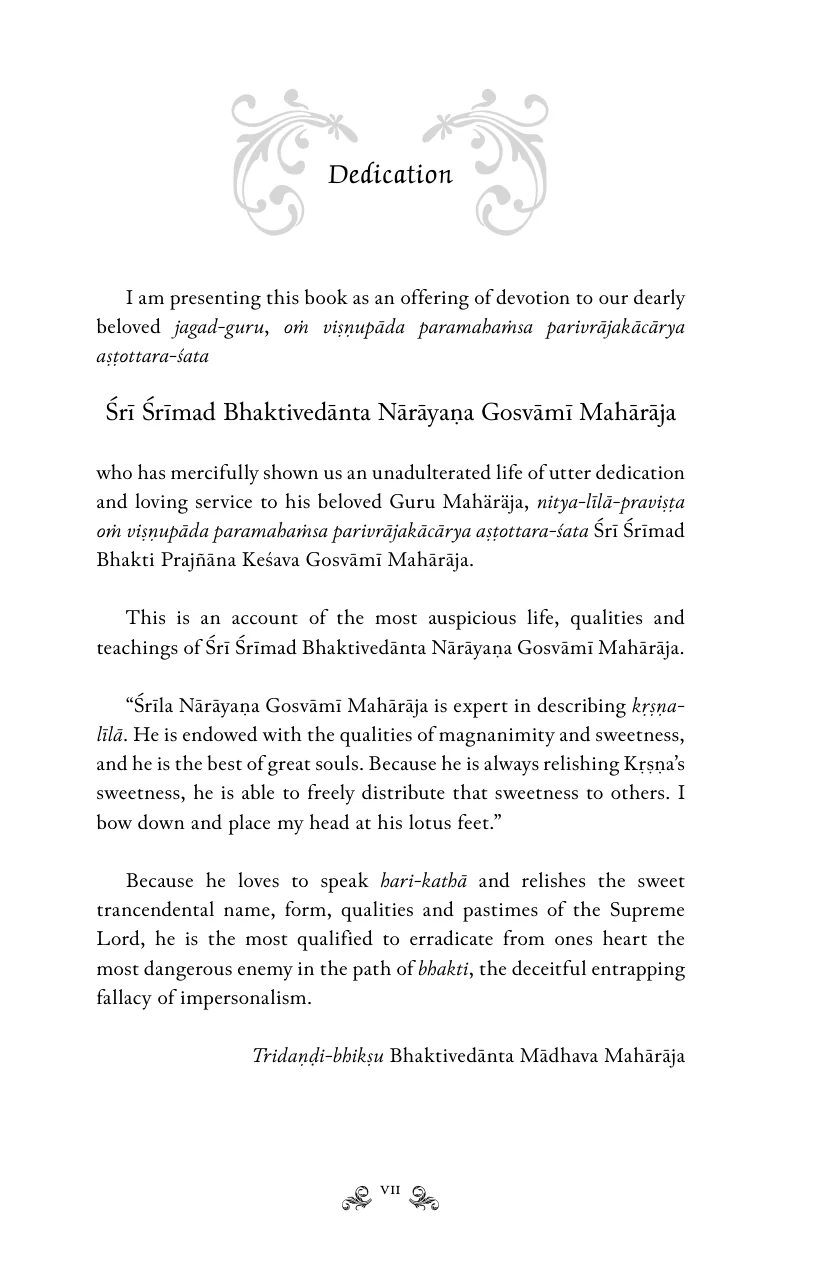 Dedication
I am presenting this book as an offering of devotion to our dearly
beloved jagad-guru, oṁ viṣṇupāda paramahaṁsa parivrājakācārya
aṣṭottara-śata
Śrī Śrīmad Bhaktivedānta Nārāyaṇa Gosvāmī Mahārāja
who has mercifully shown us an unadulterated life of utter dedication
and loving service to his beloved Guru Mahäräja, nitya-līlā-praviṣṭa
oṁ viṣṇupāda paramahaṁsa parivrājakācārya aṣṭottara-śata Śrī Śrīmad
Bhakti Prajñāna Keśava Gosvāmī Mahārāja.
This is an account of the most auspicious life, qualities and
teachings of Śrī Śrīmad Bhaktivedānta Nārāyaṇa Gosvāmī Mahārāja.
“Śrīla Nārāyaṇa Gosvāmī Mahārāja is expert in describing kṛṣṇa-
līlā. He is endowed with the qualities of magnanimity and sweetness,
and he is the best of great souls. Because he is always relishing Kṛṣṇa’s
sweetness, he is able to freely distribute that sweetness to others. I
bow down and place my head at his lotus feet.”
Because he loves to speak hari-kathā and relishes the sweet
trancendental name, form, qualities and pastimes of the Supreme
Lord, he is the most qualified to erradicate from ones heart the
most dangerous enemy in the path of bhakti, the deceitful entrapping
fallacy of impersonalism.
Tridaṇḍi-bhikṣu Bhaktivedānta Mādhava Mahārāja
VII